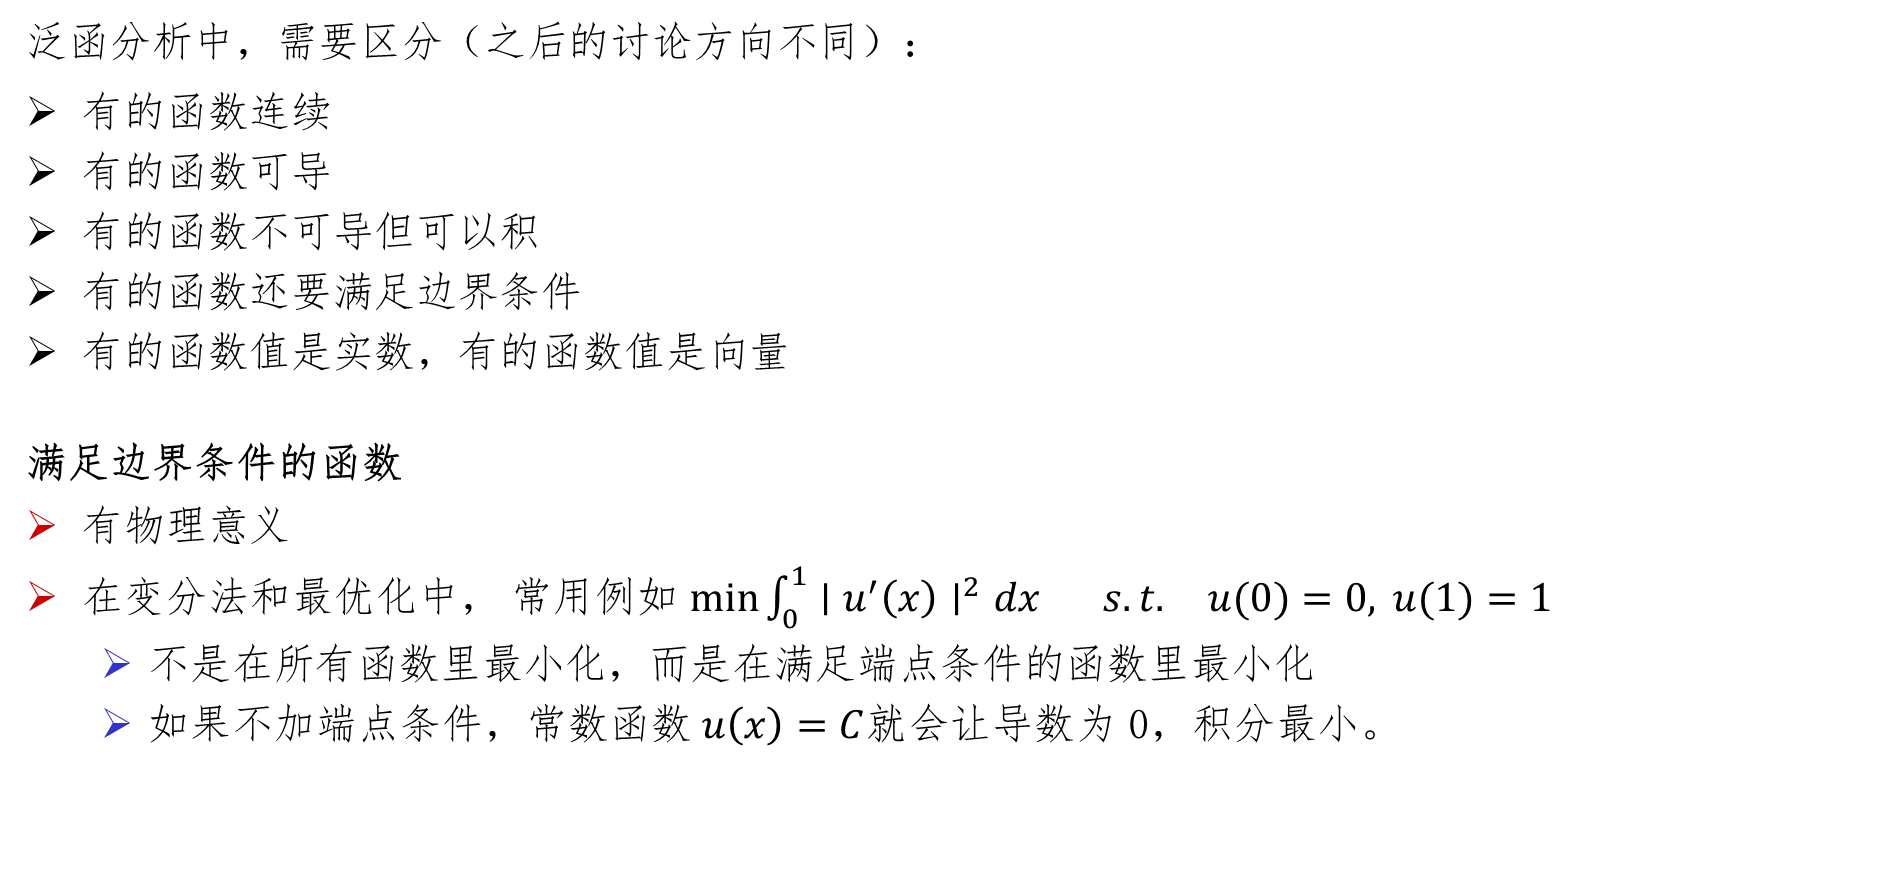 泛函分析中，需要区分（之后的讨论方向不同）：
➢ 有的函数连续
➢ 有的函数可导
➢ 有的函数不可导但可以积
➢ 有的函数还要满足边界条件
➢ 有的函数值是实数，有的函数值是向量
满足边界条件的函数
➢ 有物理意义
➢ 在变分法和最优化中， 常用例如 min ∫₀¹ | u′(x) |² dx s.t. u(0) = 0, u(1) = 1
➢ 不是在所有函数里最小化，而是在满足端点条件的函数里最小化
➢ 如果不加端点条件，常数函数 u(x) = C就会让导数为 0，积分最小。